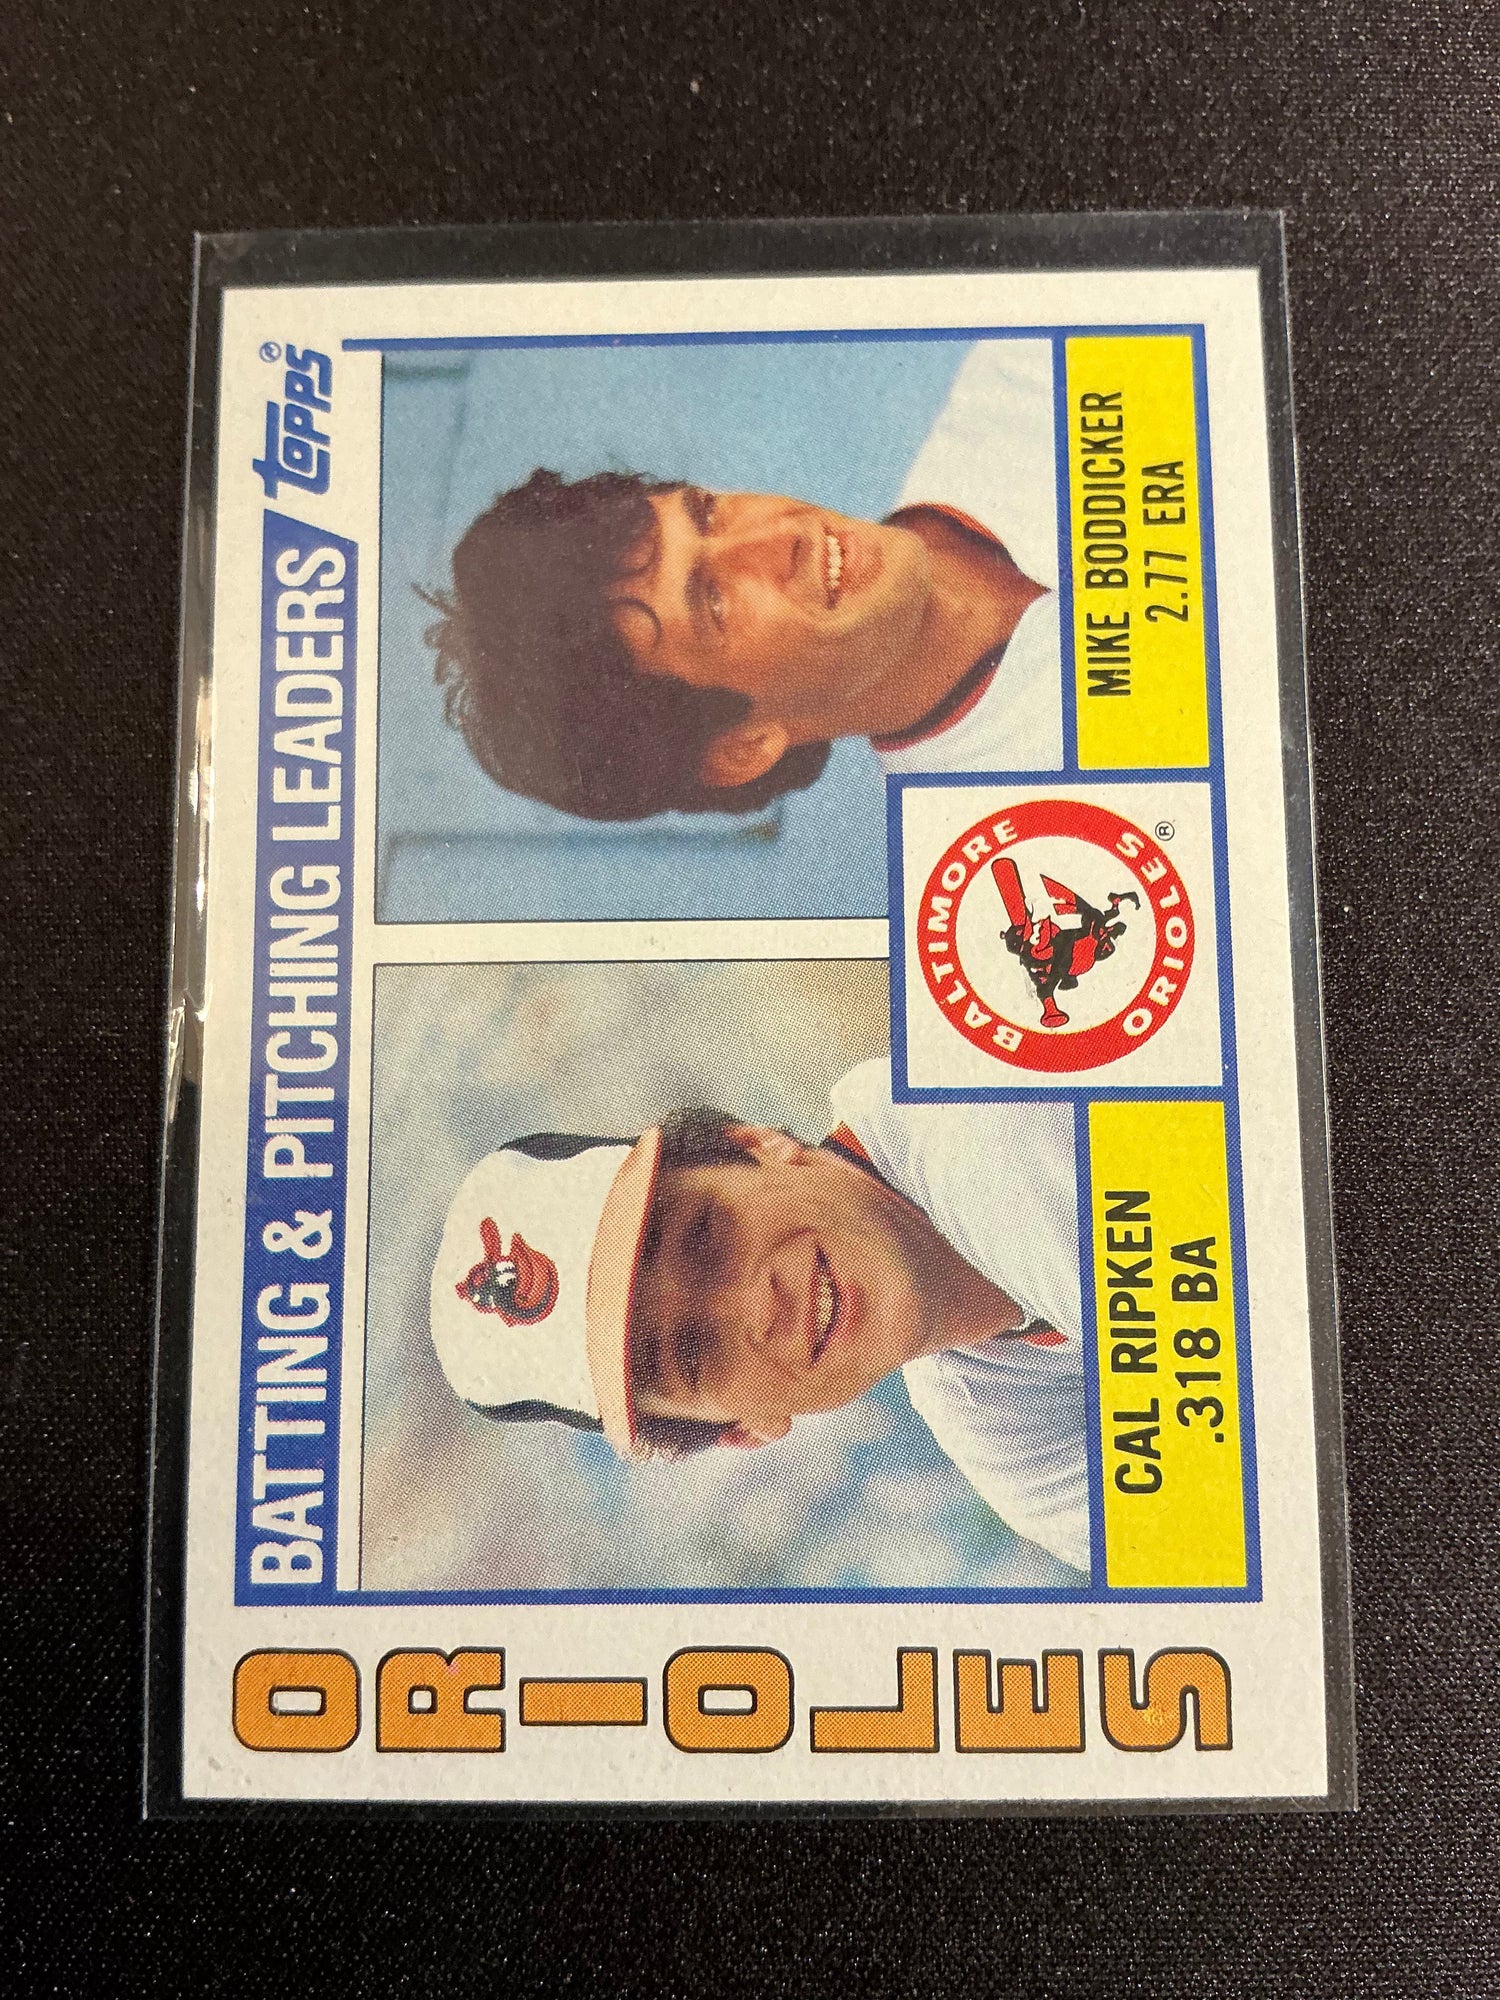 ORIOLES
BATTING & PITCHING LEADERS
TOPPS®
CAL RIPKEN
.318 BA
BALTIMORE
ORIOLES
®
MIKE BODDICKER
2.77 ERA